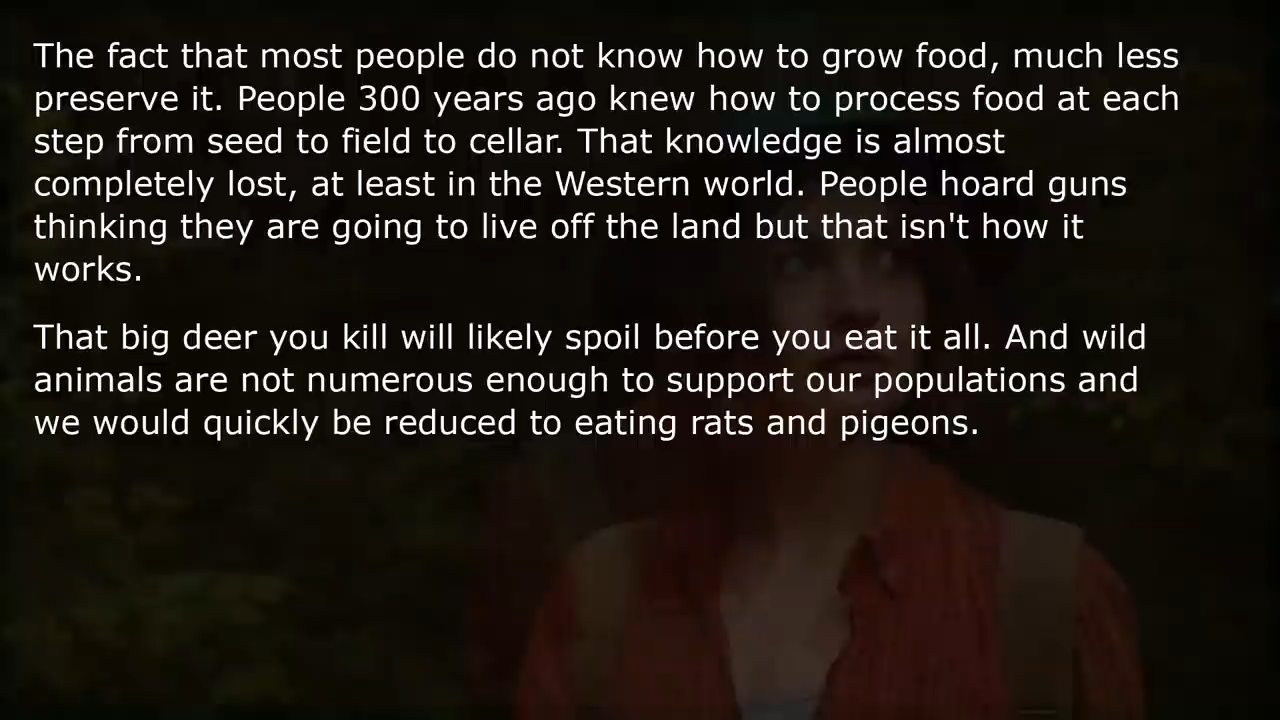 The fact that most people do not know how to grow food, much less
preserve it. People 300 years ago knew how to process food at each
step from seed to field to cellar. That knowledge is almost
completely lost, at least in the Western world. People hoard guns
thinking they are going to live off the land but that isn't how it
works.
That big deer you kill will likely spoil before you eat it all. And wild
animals are not numerous enough to support our populations and
we would quickly be reduced to eating rats and pigeons.